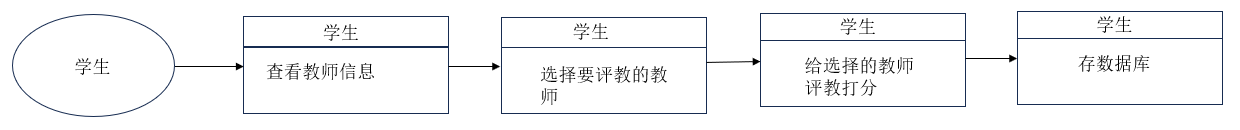 学生
学生
查看教师信息
学生
选择要评教的教
师
学生
给选择的教师
评教打分
学生
存数据库